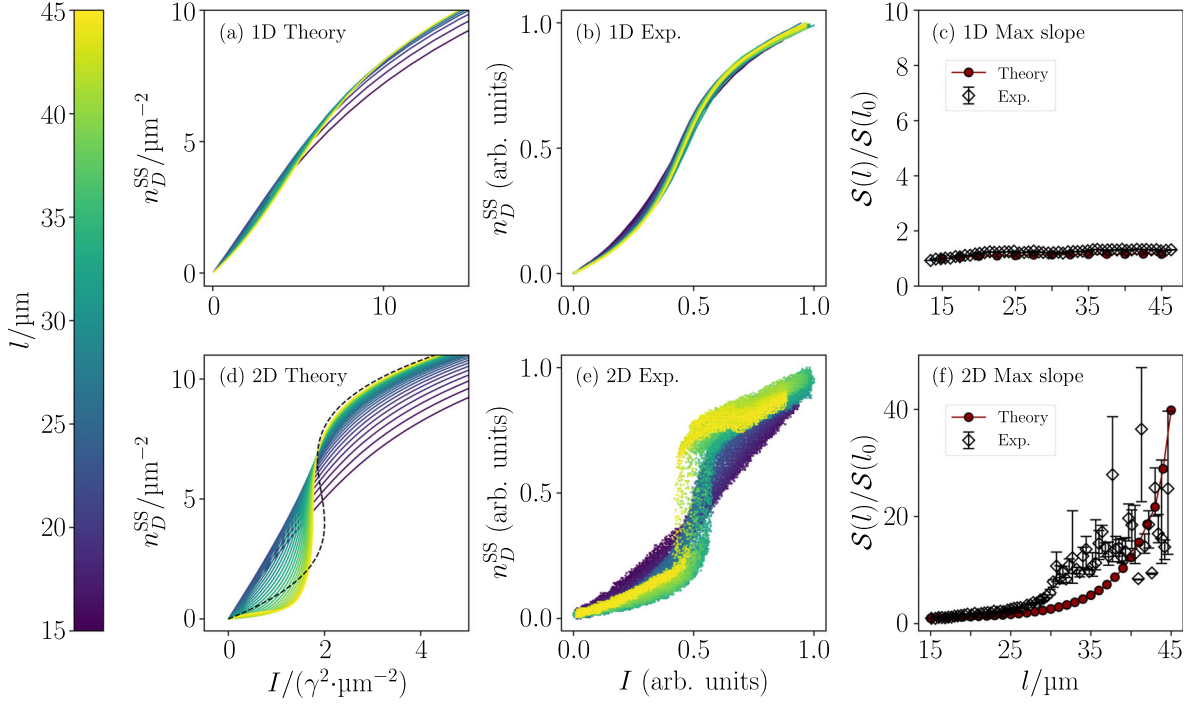 45
40
35
30
25
20
15
l/μm
(a) 1D Theory
10
5
0
n_D^SS/μm⁻²
0
10
(b) 1D Exp.
1.0
0.5
0.0
n_D^SS (arb. units)
0.0
0.5
1.0
(c) 1D Max slope
Theory
Exp.
10
8
6
4
2
0
S(l)/S(l₀)
15
25
35
45
(d) 2D Theory
10
5
0
n_D^SS/μm⁻²
0
2
4
I/(γ²·μm⁻²)
(e) 2D Exp.
1.0
0.5
0.0
n_D^SS (arb. units)
0.0
0.5
1.0
I (arb. units)
(f) 2D Max slope
Theory
Exp.
40
20
0
S(l)/S(l₀)
15
25
35
45
l/μm